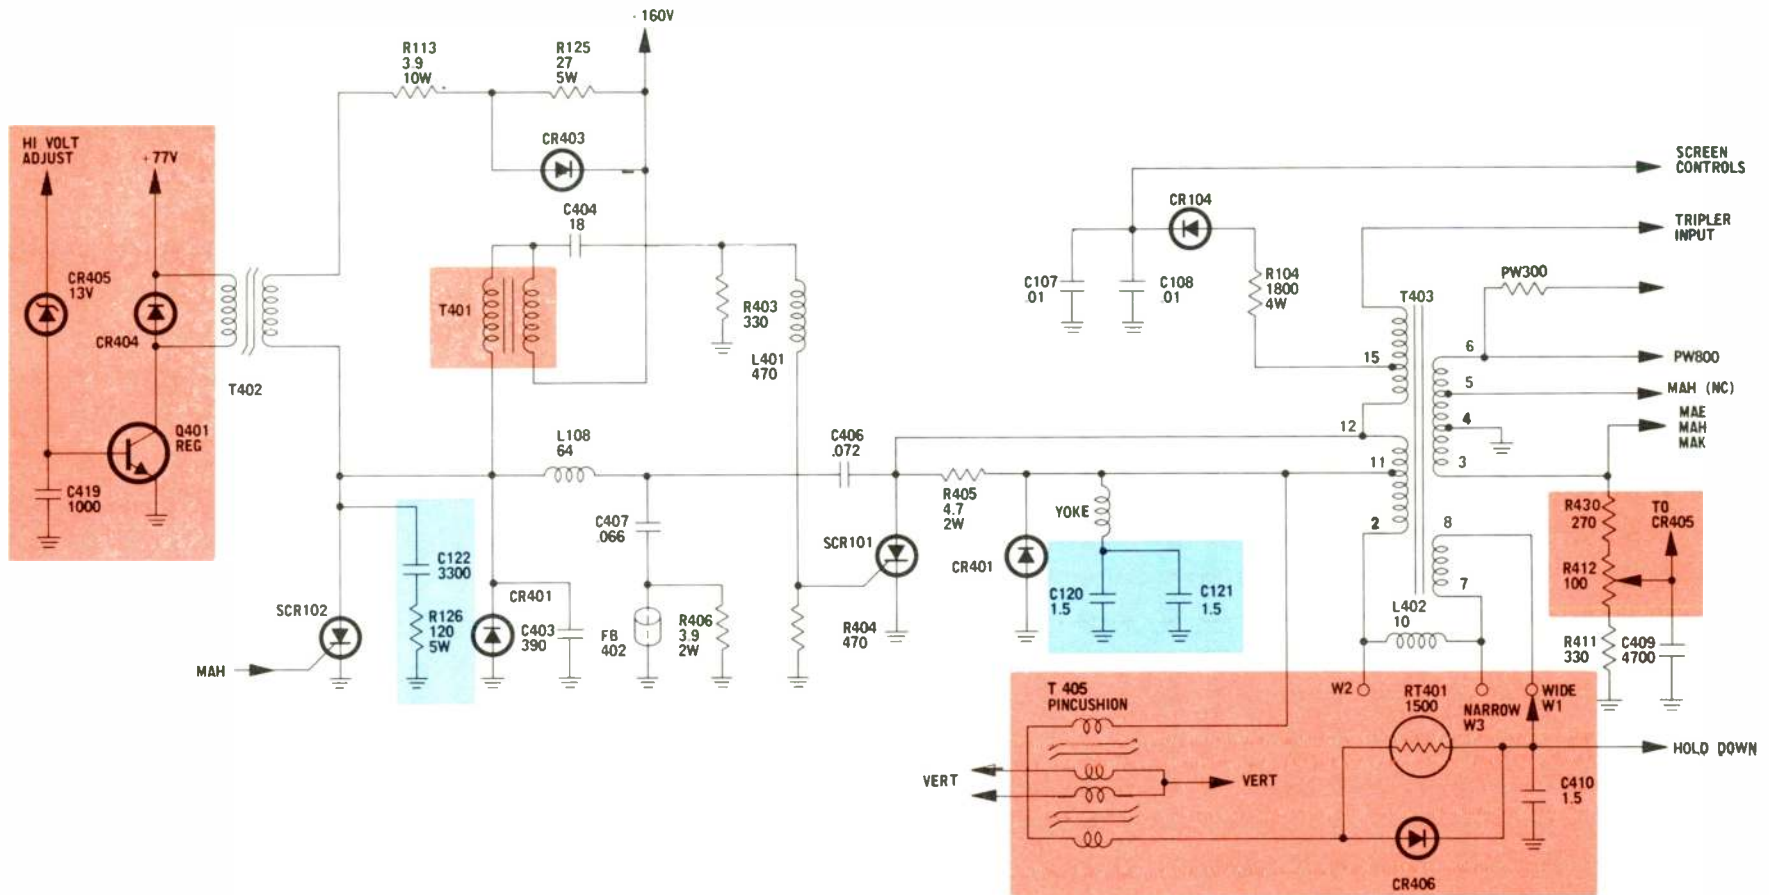 160V
R113
3.9
10W
R125
27
5W
HI VOLT
ADJUST
+77V
CR403
C404
18
CR405
13V
CR404
T402
T401
R403
330
L401
470
Q401
REG
C419
1000
L108
64
C406
.072
C407
.066
C122
3300
R126
120
5W
SCR102
MAH
CR401
C403
390
FB
402
R406
3.9
2W
R404
470
SCR101
R405
4.7
2W
CR401
YOKE
C120
1.5
C121
1.5
C107
.01
C108
.01
CR104
R104
1800
4W
SCREEN
CONTROLS
TRIPLER
INPUT
PW300
T403
15
12
11
2
6
5
4
3
8
7
PW800
MAH (NC)
MAE
MAH
MAK
L402
10
R430
270
TO
CR405
R412
100
R411
330
C409
4700
T 405
PINCUSHION
W2
RT401
1500
NARROW
W3
WIDE
W1
HOLD DOWN
VERT
VERT
C410
1.5
CR406